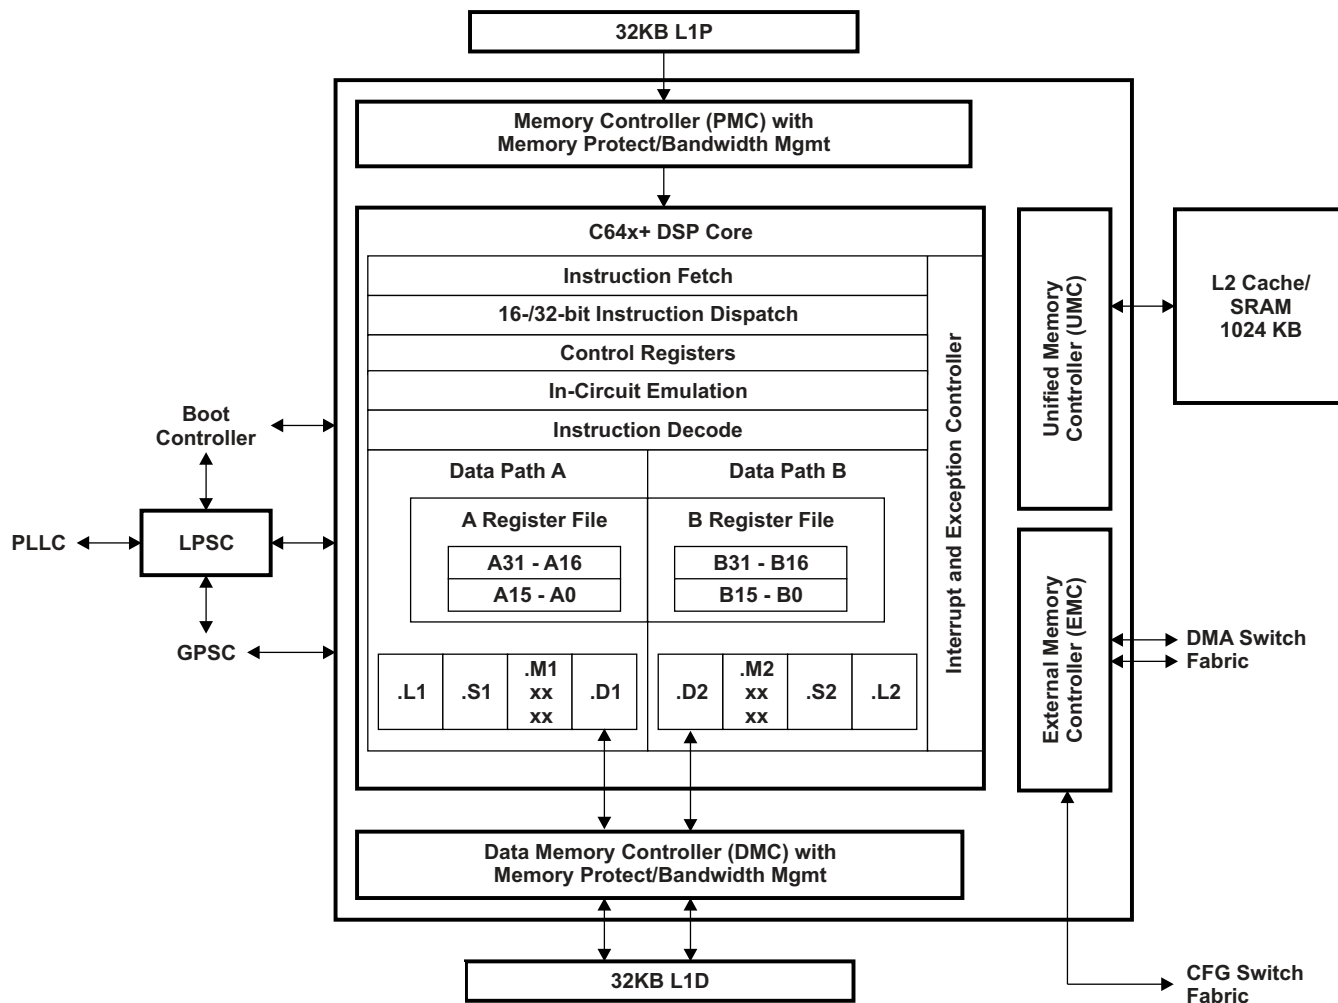 32KB L1P
Memory Controller (PMC) with
Memory Protect/Bandwidth Mgmt
C64x+ DSP Core
Instruction Fetch
16-/32-bit Instruction Dispatch
Control Registers
In-Circuit Emulation
Instruction Decode
Data Path A
Data Path B
A Register File
B Register File
A31 - A16
A15 - A0
B31 - B16
B15 - B0
.L1
.S1
.M1
xx
xx
.D1
.D2
.M2
xx
xx
.S2
.L2
Interrupt and Exception Controller
Data Memory Controller (DMC) with
Memory Protect/Bandwidth Mgmt
32KB L1D
Boot
Controller
PLLC
LPSC
GPSC
Unified Memory
Controller (UMC)
External Memory
Controller (EMC)
L2 Cache/
SRAM
1024 KB
DMA Switch
Fabric
CFG Switch
Fabric